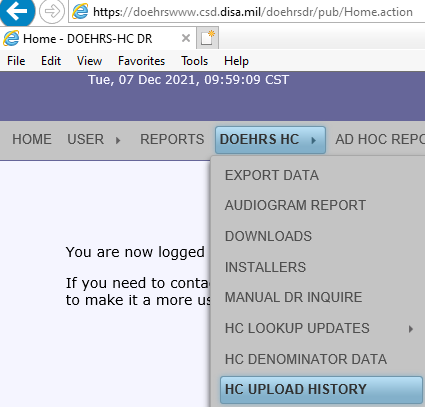 https://doehrswww.csd.disa.mil/doehrsdr/pub/Home.action
Home - DOEHRS-HC DR
File Edit View Favorites Tools Help
Tue, 07 Dec 2021, 09:59:09 CST
HOME USER REPORTS DOEHRS HC AD HOC REPO
EXPORT DATA
AUDIOGRAM REPORT
DOWNLOADS
INSTALLERS
MANUAL DR INQUIRE
HC LOOKUP UPDATES
HC DENOMINATOR DATA
HC UPLOAD HISTORY
You are now logged
If you need to conta
to make it a more us